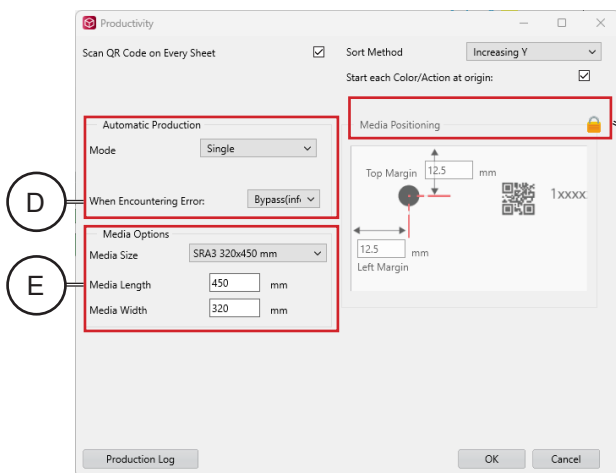 Productivity
Scan QR Code on Every Sheet
Sort Method
Increasing Y
Start each Color/Action at origin:
Automatic Production
Mode
Single
When Encountering Error:
Bypass(inf
D
Media Options
Media Size
SRA3 320x450 mm
Media Length
450
mm
Media Width
320
mm
E
Media Positioning
Top Margin
12.5
mm
1xxxx
12.5
mm
Left Margin
Production Log
OK
Cancel